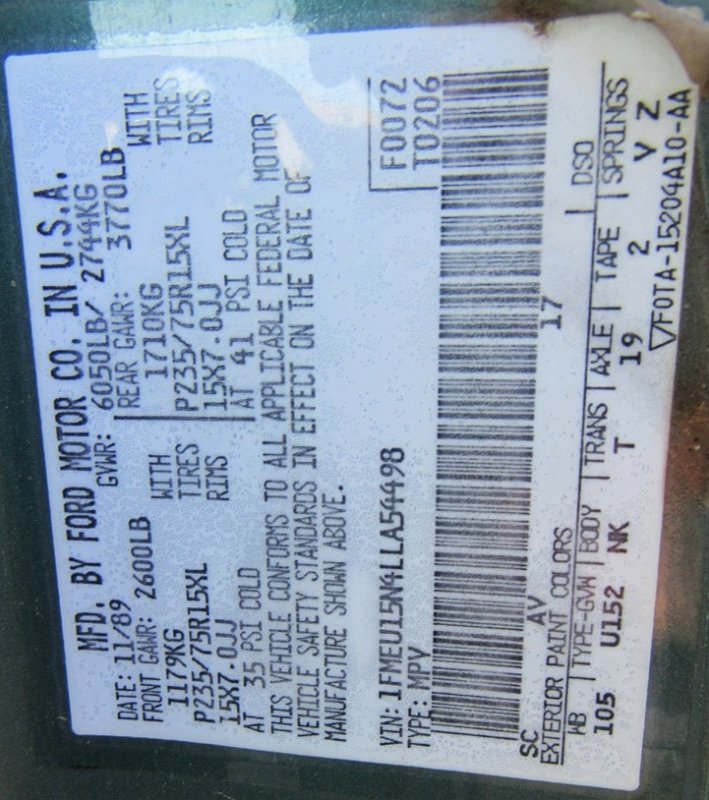 MFD. BY FORD MOTOR CO. IN U.S.A.
DATE: 11/89 GVWR: 6050LB/ 2744KG
FRONT GAWR: 2600LB REAR GAWR: 3770LB
1179KG WITH 1710KG WITH
P235/75R15XL TIRES P235/75R15XL TIRES
15X7.0JJ RIMS 15X7.0JJ RIMS
AT 35 PSI COLD AT 41 PSI COLD
THIS VEHICLE CONFORMS TO ALL APPLICABLE FEDERAL MOTOR
VEHICLE SAFETY STANDARDS IN EFFECT ON THE DATE OF
MANUFACTURE SHOWN ABOVE.
F0072
VIN: 1FMEU15N4LLA54498 T0206
TYPE: MPV
SC AV 17
EXTERIOR PAINT COLORS DSO
WB TYPE-GVW BODY TRANS AXLE TAPE SPRINGS
105 U152 NK T 19 2 V Z
F0TA-15204A10-AA